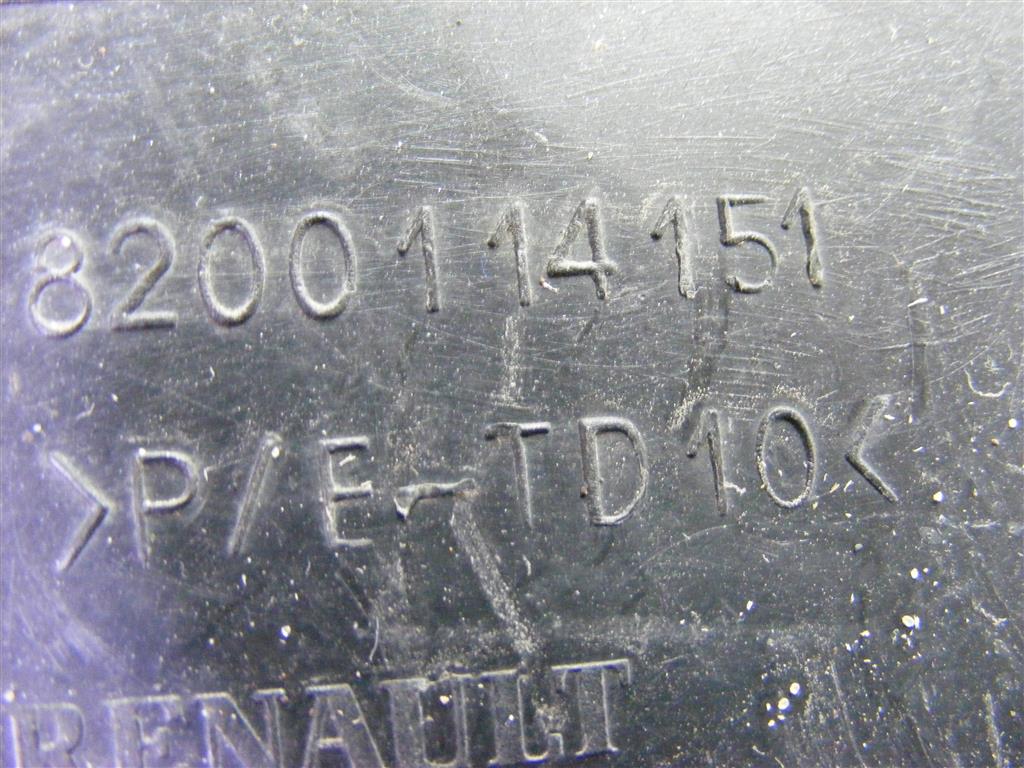 8200114151
>P/E-TD10<
RENAULT